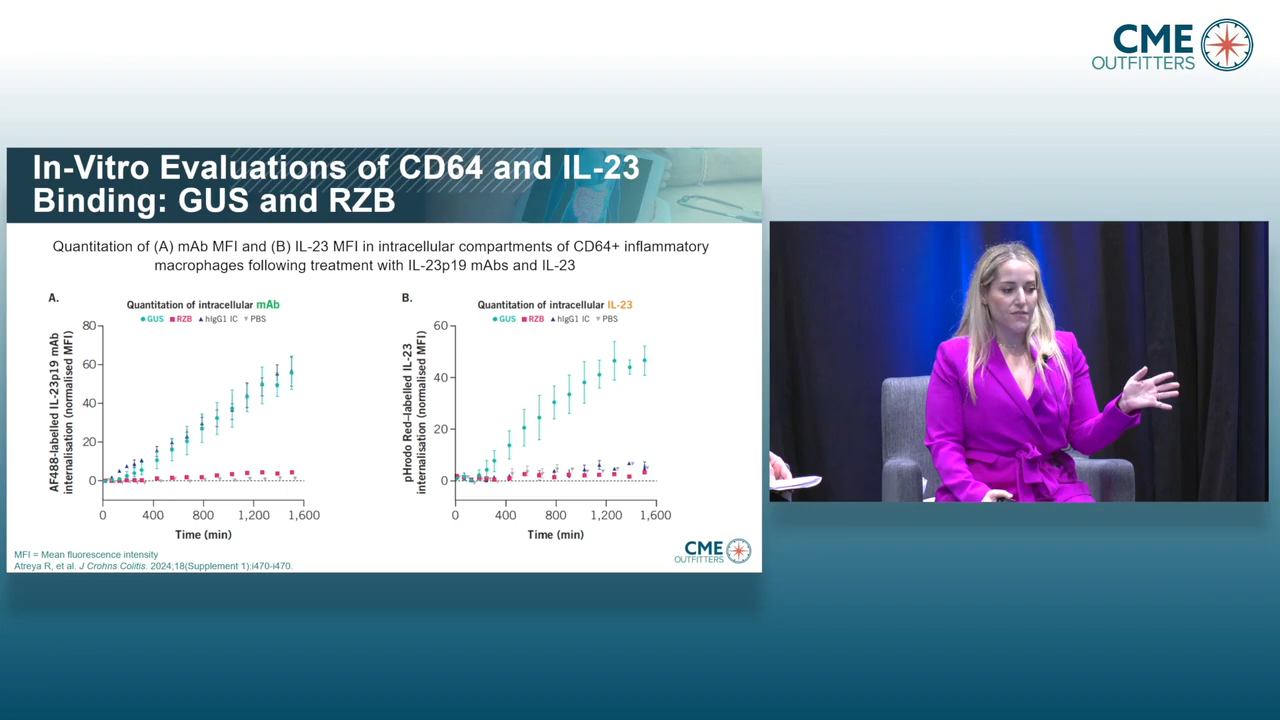 CME
OUTFITTERS
In-Vitro Evaluations of CD64 and IL-23
Binding: GUS and RZB
Quantitation of (A) mAb MFI and (B) IL-23 MFI in intracellular compartments of CD64+ inflammatory
macrophages following treatment with IL-23p19 mAbs and IL-23
A.
Quantitation of intracellular mAb
GUS RZB hIgG1 IC PBS
AF488-labelled IL-23p19 mAb
internalisation (normalised MFI)
80
60
40
20
0
0 400 800 1,200 1,600
Time (min)
B.
Quantitation of intracellular IL-23
GUS RZB hIgG1 IC PBS
pHrodo Red-labelled IL-23
internalisation (normalised MFI)
60
40
20
0
0 400 800 1,200 1,600
Time (min)
MFI = Mean fluorescence intensity
Atreya R, et al. J Crohns Colitis. 2024;18(Supplement 1):i470-i470.
CME
OUTFITTERS